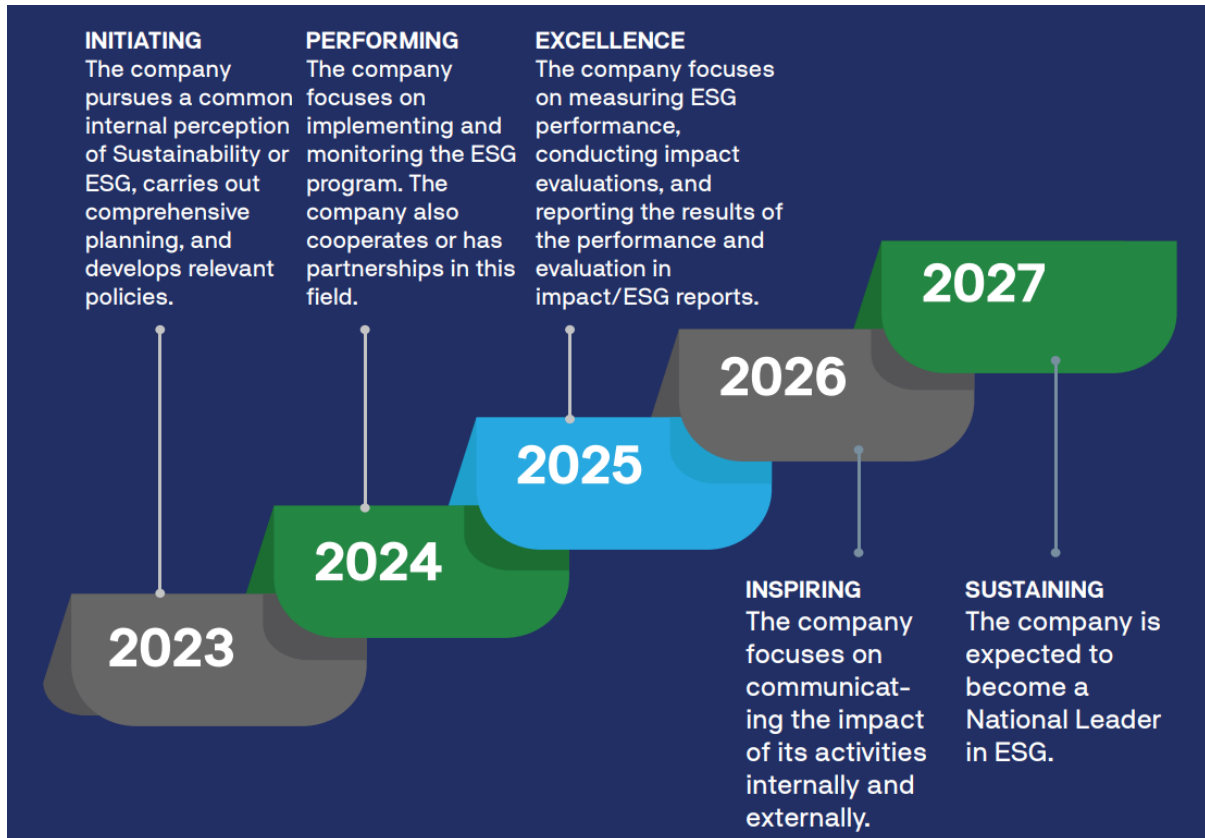 INITIATING
The company
pursues a common
internal perception
of Sustainability or
ESG, carries out
comprehensive
planning, and
develops relevant
policies.
PERFORMING
The company
focuses on
implementing and
monitoring the ESG
program. The
company also
cooperates or has
partnerships in this
field.
EXCELLENCE
The company focuses
on measuring ESG
performance,
conducting impact
evaluations, and
reporting the results of
the performance and
evaluation in
impact/ESG reports.
2023
2024
2025
2026
2027
INSPIRING
The company
focuses on
communicat-
ing the impact
of its activities
internally and
externally.
SUSTAINING
The company is
expected to
become a
National Leader
in ESG.